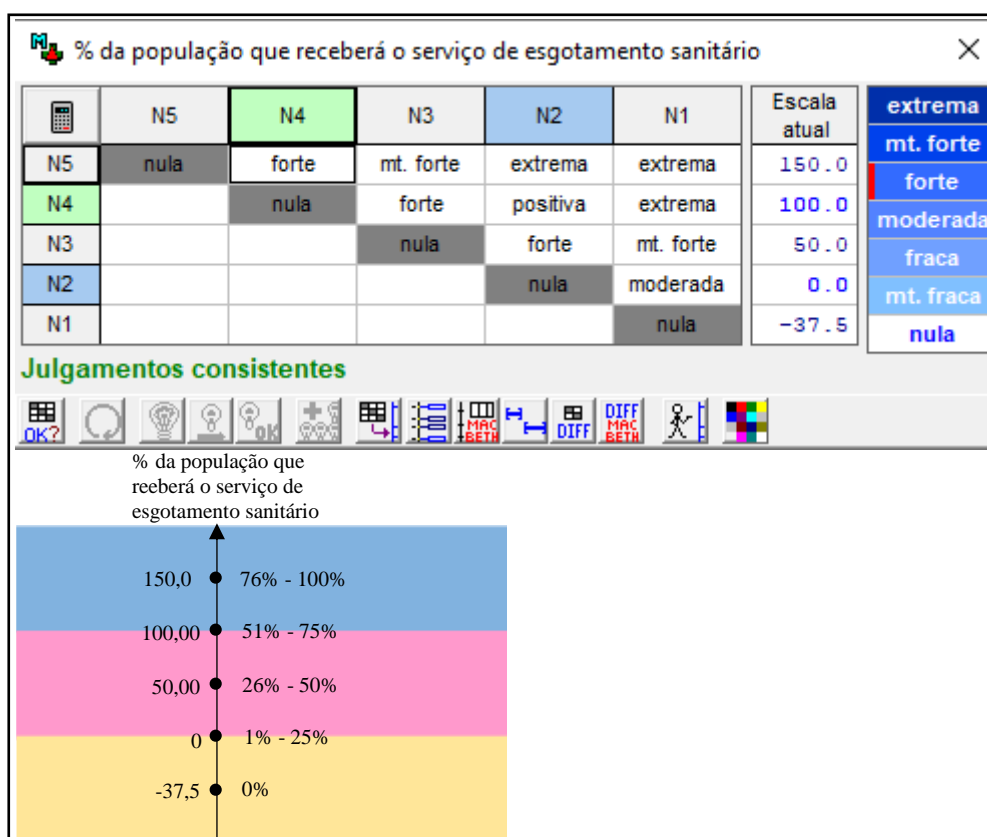 % da população que receberá o serviço de esgotamento sanitário
N5 N4 N3 N2 N1 Escala atual
N5 nula forte mt. forte extrema extrema 150.0
N4 nula forte positiva extrema 100.0
N3 nula forte mt. forte 50.0
N2 nula moderada 0.0
N1 nula -37.5
extrema
mt. forte
forte
moderada
fraca
mt. fraca
nula
Julgamentos consistentes
OK? OK MAC BETH DIFF DIFF MAC BETH
% da população que
reeberá o serviço de
esgotamento sanitário
150,0 76% - 100%
100,00 51% - 75%
50,00 26% - 50%
0 1% - 25%
-37,5 0%